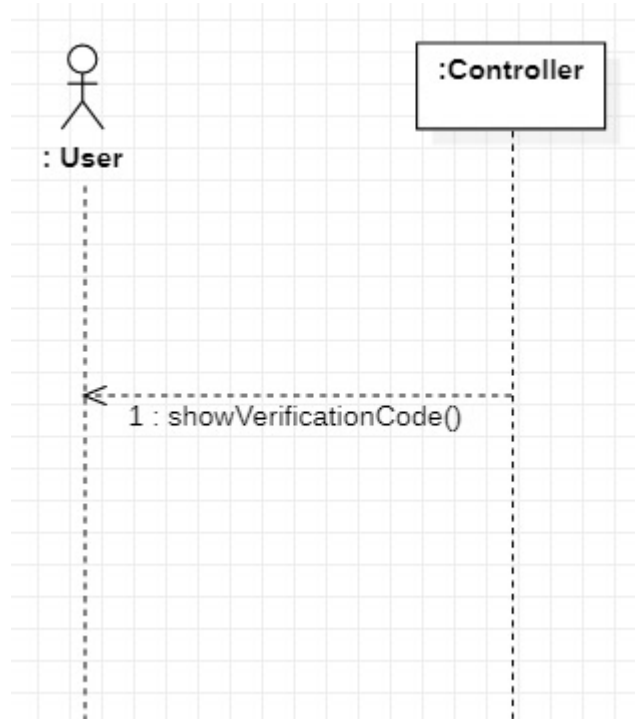 :Controller
: User
1 : showVerificationCode()